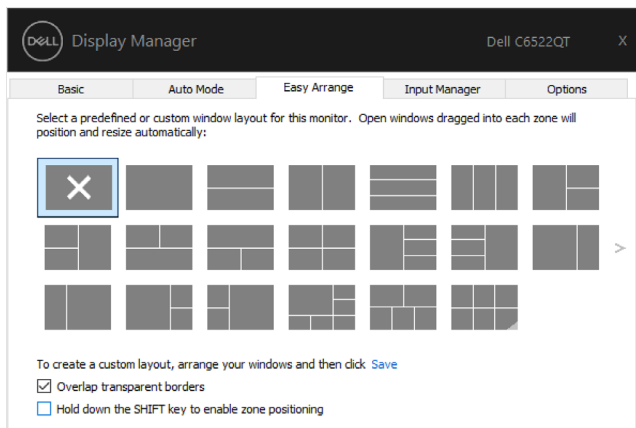 DELL Display Manager Dell C6522QT X
Basic Auto Mode Easy Arrange Input Manager Options
Select a predefined or custom window layout for this monitor. Open windows dragged into each zone will
position and resize automatically:
To create a custom layout, arrange your windows and then click Save
Overlap transparent borders
Hold down the SHIFT key to enable zone positioning